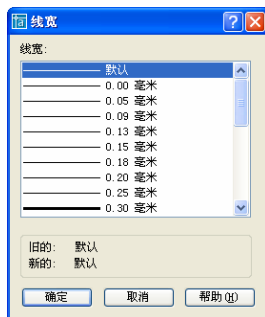 线宽
线宽:
默认
0.00 毫米
0.05 毫米
0.09 毫米
0.13 毫米
0.15 毫米
0.18 毫米
0.20 毫米
0.25 毫米
0.30 毫米
旧的: 默认
新的: 默认
确定 取消 帮助(H)